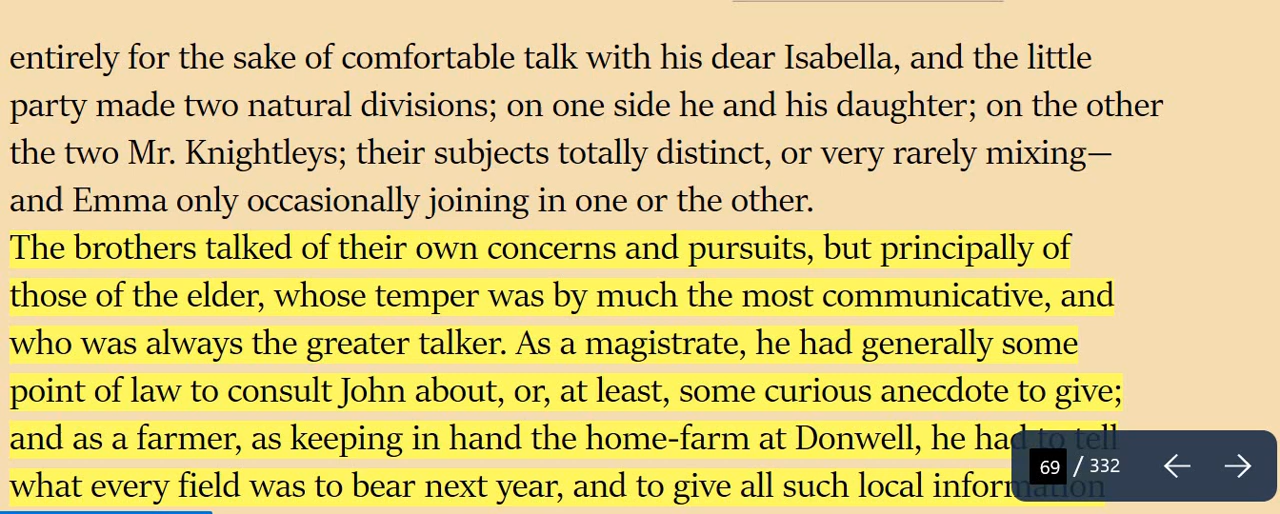 entirely for the sake of comfortable talk with his dear Isabella, and the little
party made two natural divisions; on one side he and his daughter; on the other
the two Mr. Knightleys; their subjects totally distinct, or very rarely mixing—
and Emma only occasionally joining in one or the other.
The brothers talked of their own concerns and pursuits, but principally of
those of the elder, whose temper was by much the most communicative, and
who was always the greater talker. As a magistrate, he had generally some
point of law to consult John about, or, at least, some curious anecdote to give;
and as a farmer, as keeping in hand the home-farm at Donwell, he had to tell
what every field was to bear next year, and to give all such local information
69 / 332